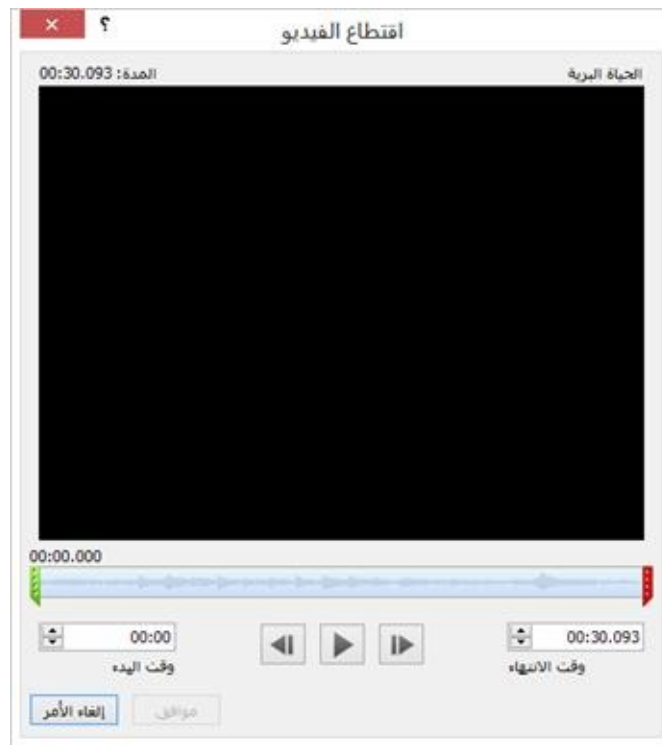 اقتطاع الفيديو ؟
الحياة البرية
المدة: 00:30.093
00:00.000
00:30.093
00:00
وقت الانتهاء
وقت البدء
موافق
إلغاء الأمر